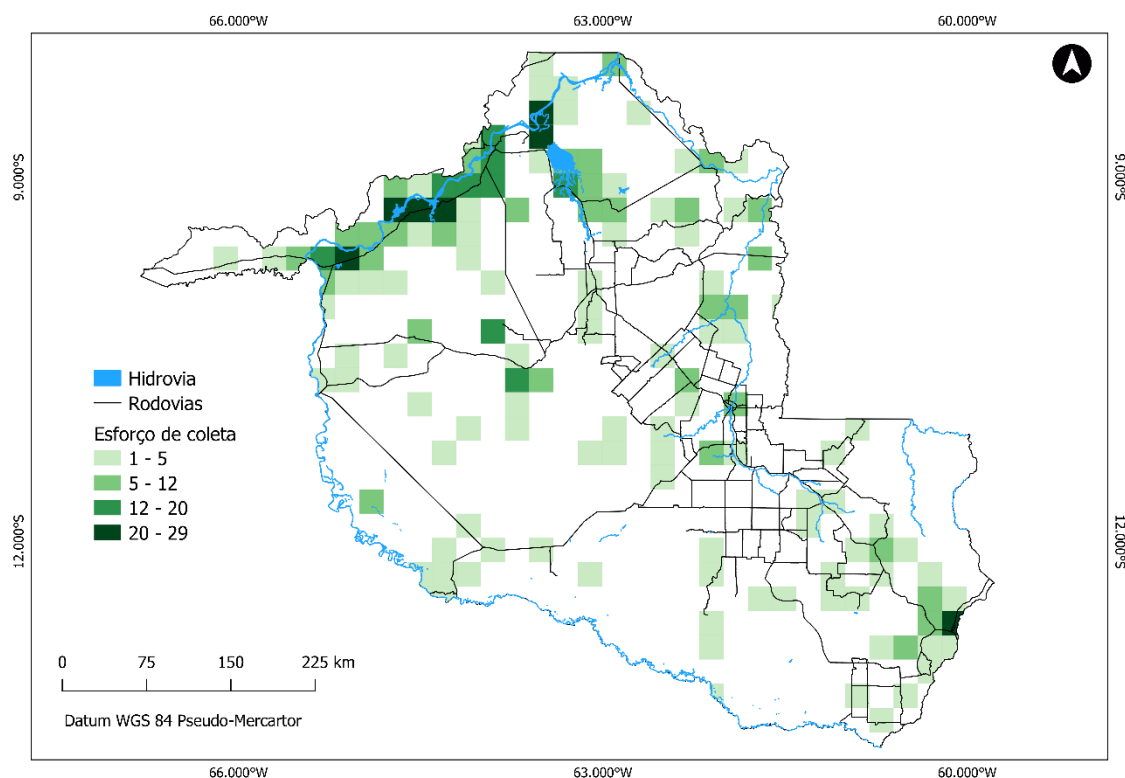 66.000°W 63.000°W 60.000°W
9.000°S 9.000°S
Hidrovia
Rodovias
Esforço de coleta
1 - 5
5 - 12
12 - 20
20 - 29
12.000°S 12.000°S
0 75 150 225 km
Datum WGS 84 Pseudo-Mercartor
66.000°W 63.000°W 60.000°W